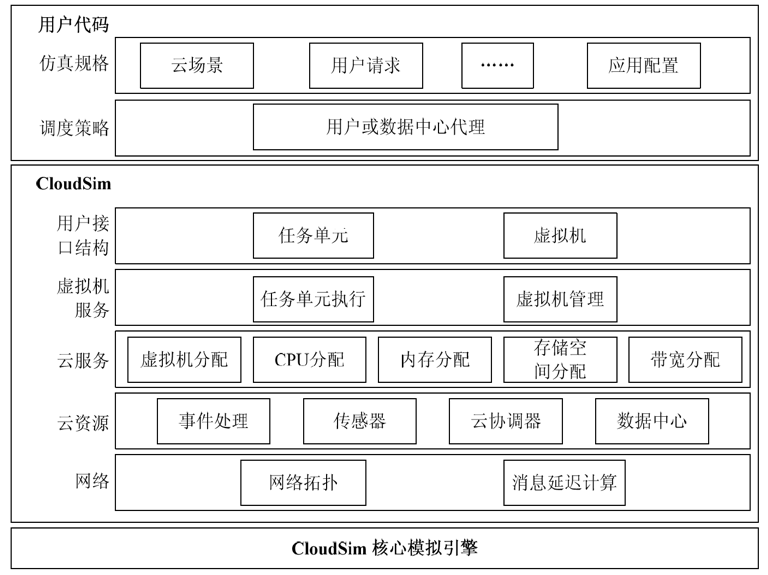 用户代码
仿真规格
云场景
用户请求
……
应用配置
调度策略
用户或数据中心代理
CloudSim
用户接
口结构
任务单元
虚拟机
虚拟机
服务
任务单元执行
虚拟机管理
云服务
虚拟机分配
CPU分配
内存分配
存储空
间分配
带宽分配
云资源
事件处理
传感器
云协调器
数据中心
网络
网络拓扑
消息延迟计算
CloudSim 核心模拟引擎